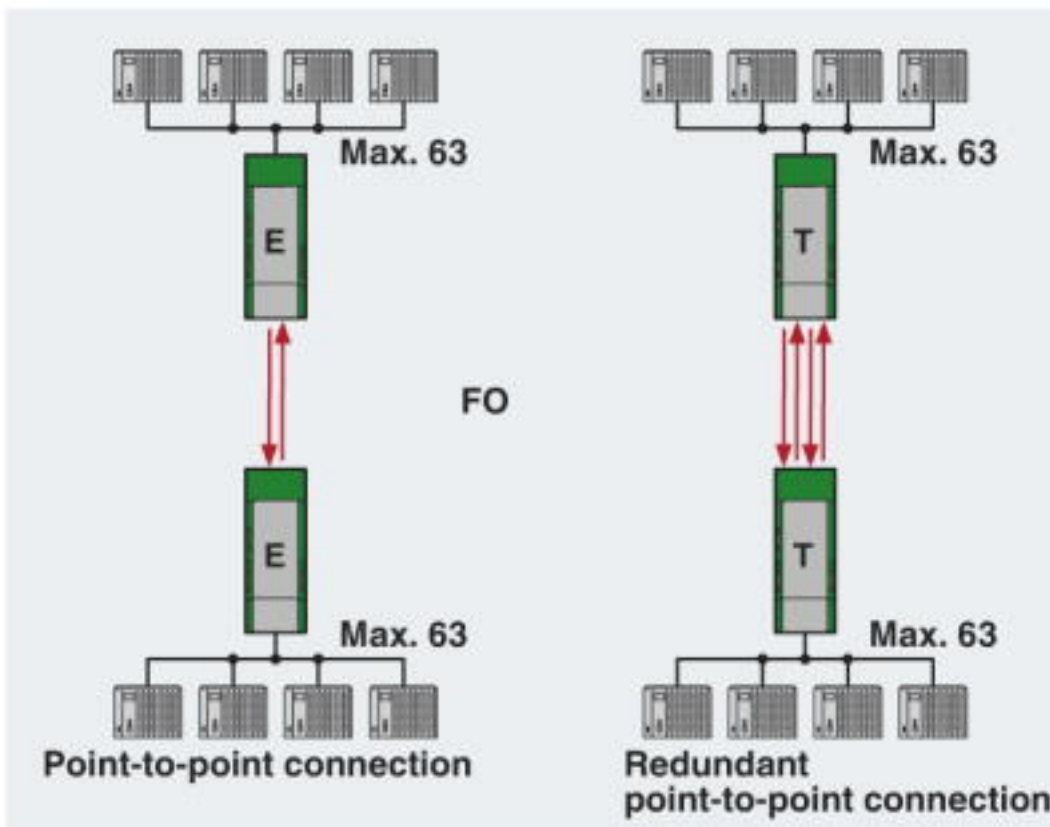 Max. 63
Max. 63
E
T
FO
E
T
Max. 63
Max. 63
Point-to-point connection
Redundant
point-to-point connection